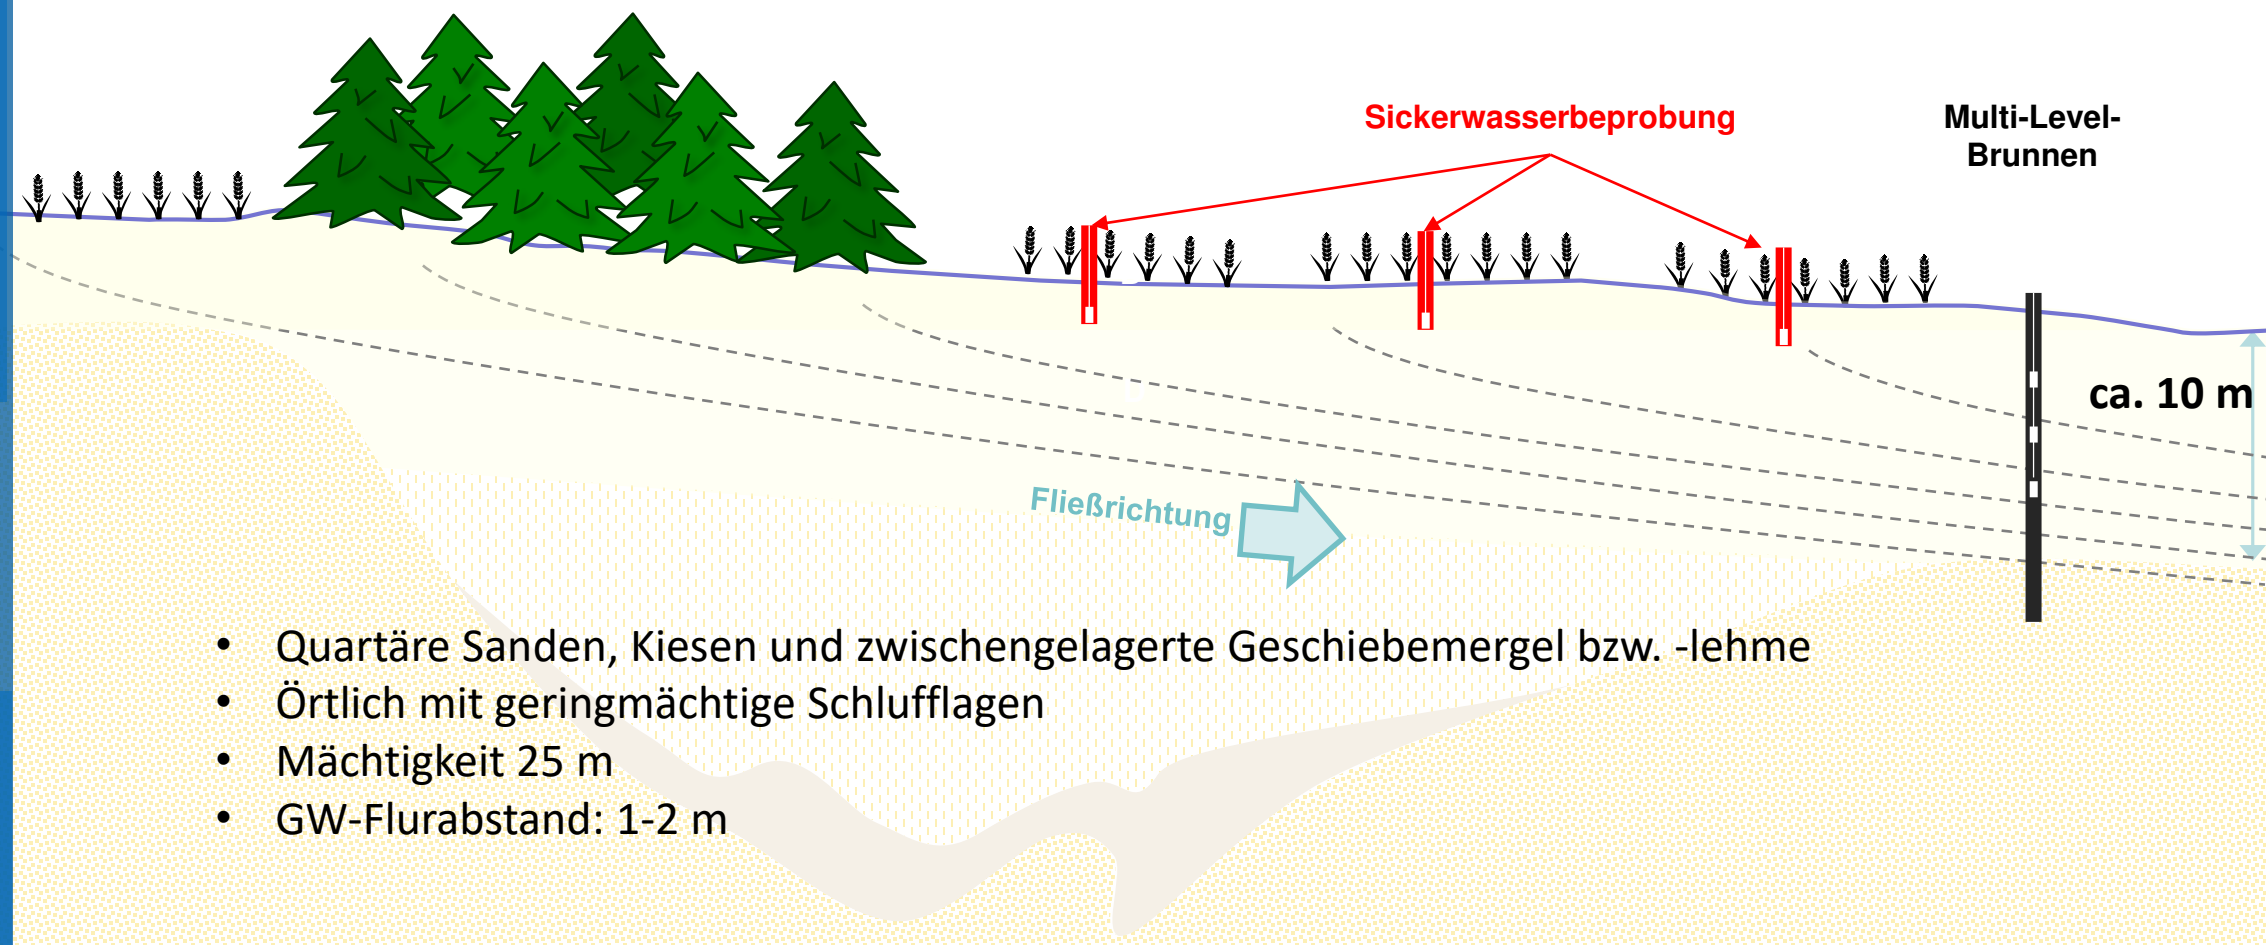 Sickerwasserbeprobung
Multi-Level-
Brunnen
ca. 10 m
Fließrichtung
• Quartäre Sanden, Kiesen und zwischengelagerte Geschiebemergel bzw. -lehme
• Örtlich mit geringmächtige Schlufflagen
• Mächtigkeit 25 m
• GW-Flurabstand: 1-2 m